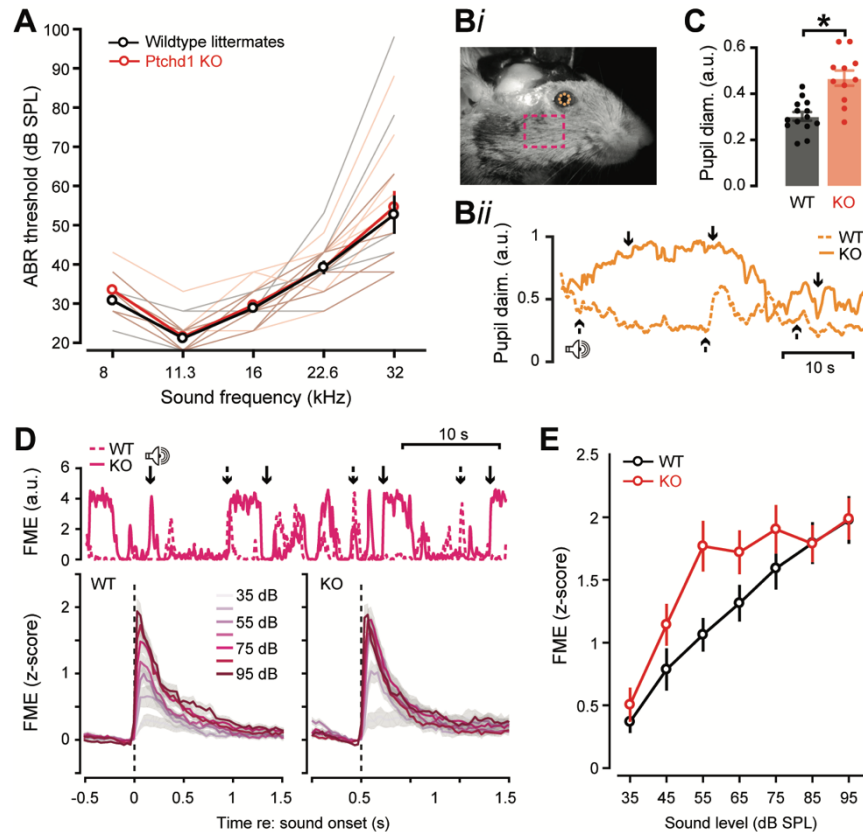 A
Wildtype littermates
Ptchd1 KO
ABR threshold (dB SPL)
100
90
80
70
60
50
40
30
20
8
11.3
16
22.6
32
Sound frequency (kHz)
Bi
C
*
Pupil diam. (a.u.)
0.6
0.4
0.2
0.0
WT
KO
Bii
WT
KO
Pupil daim. (a.u.)
1
0.5
0
10 s
D
WT
KO
10 s
FME (a.u.)
6
4
2
0
WT
35 dB
55 dB
75 dB
95 dB
KO
FME (z-score)
2
1
0
-0.5
0
0.5
1
1.5
0
0.5
1
1.5
Time re: sound onset (s)
E
WT
KO
FME (z-score)
2.5
2
1.5
1
0.5
0
35
45
55
65
75
85
95
Sound level (dB SPL)